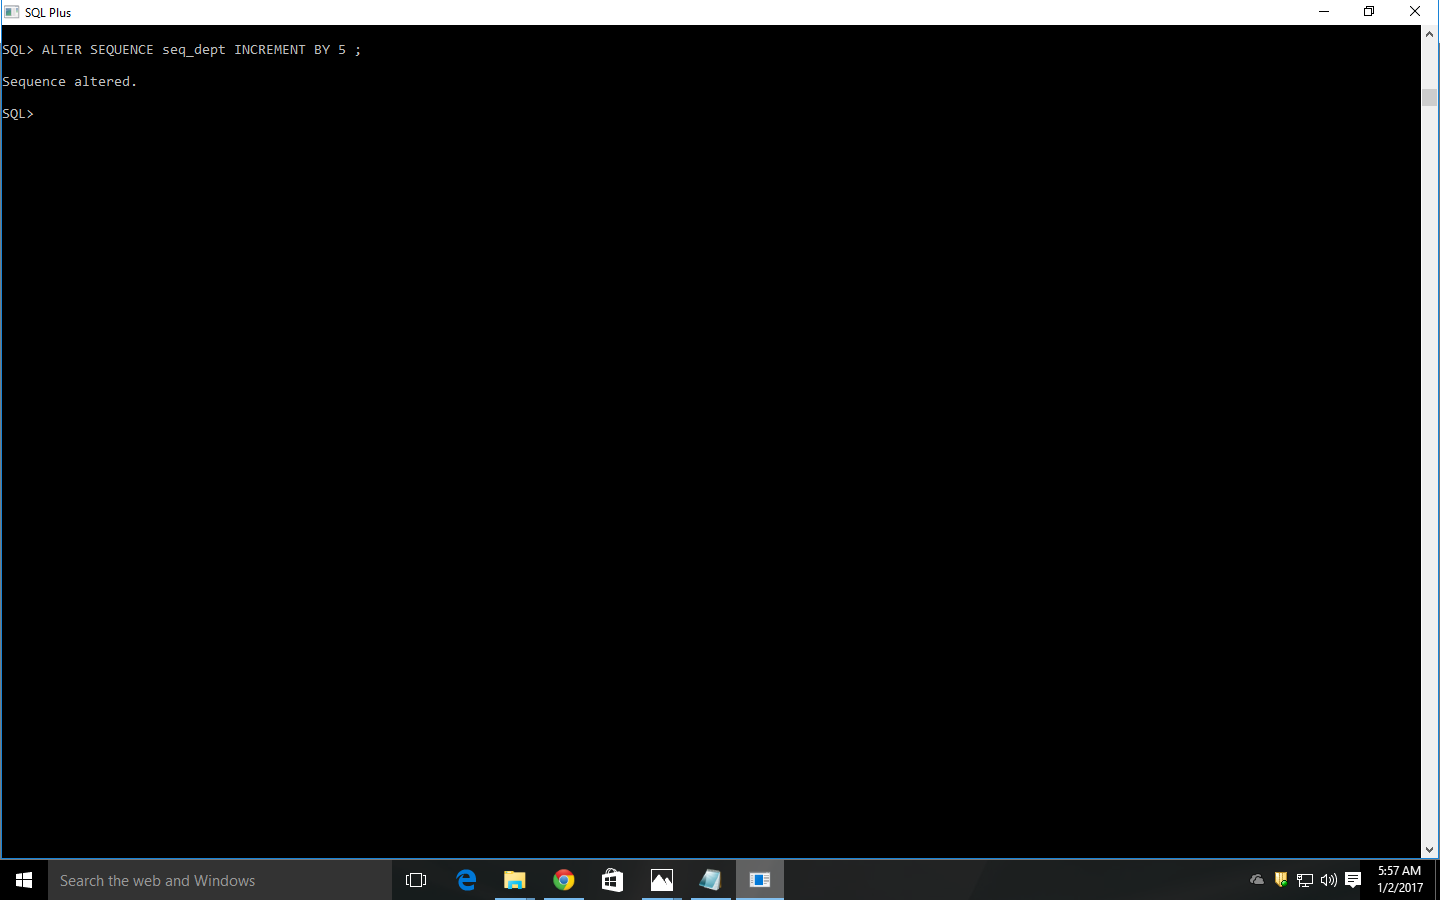 SQL Plus
SQL> ALTER SEQUENCE seq_dept INCREMENT BY 5 ;
Sequence altered.
SQL>
Search the web and Windows
5:57 AM
1/2/2017